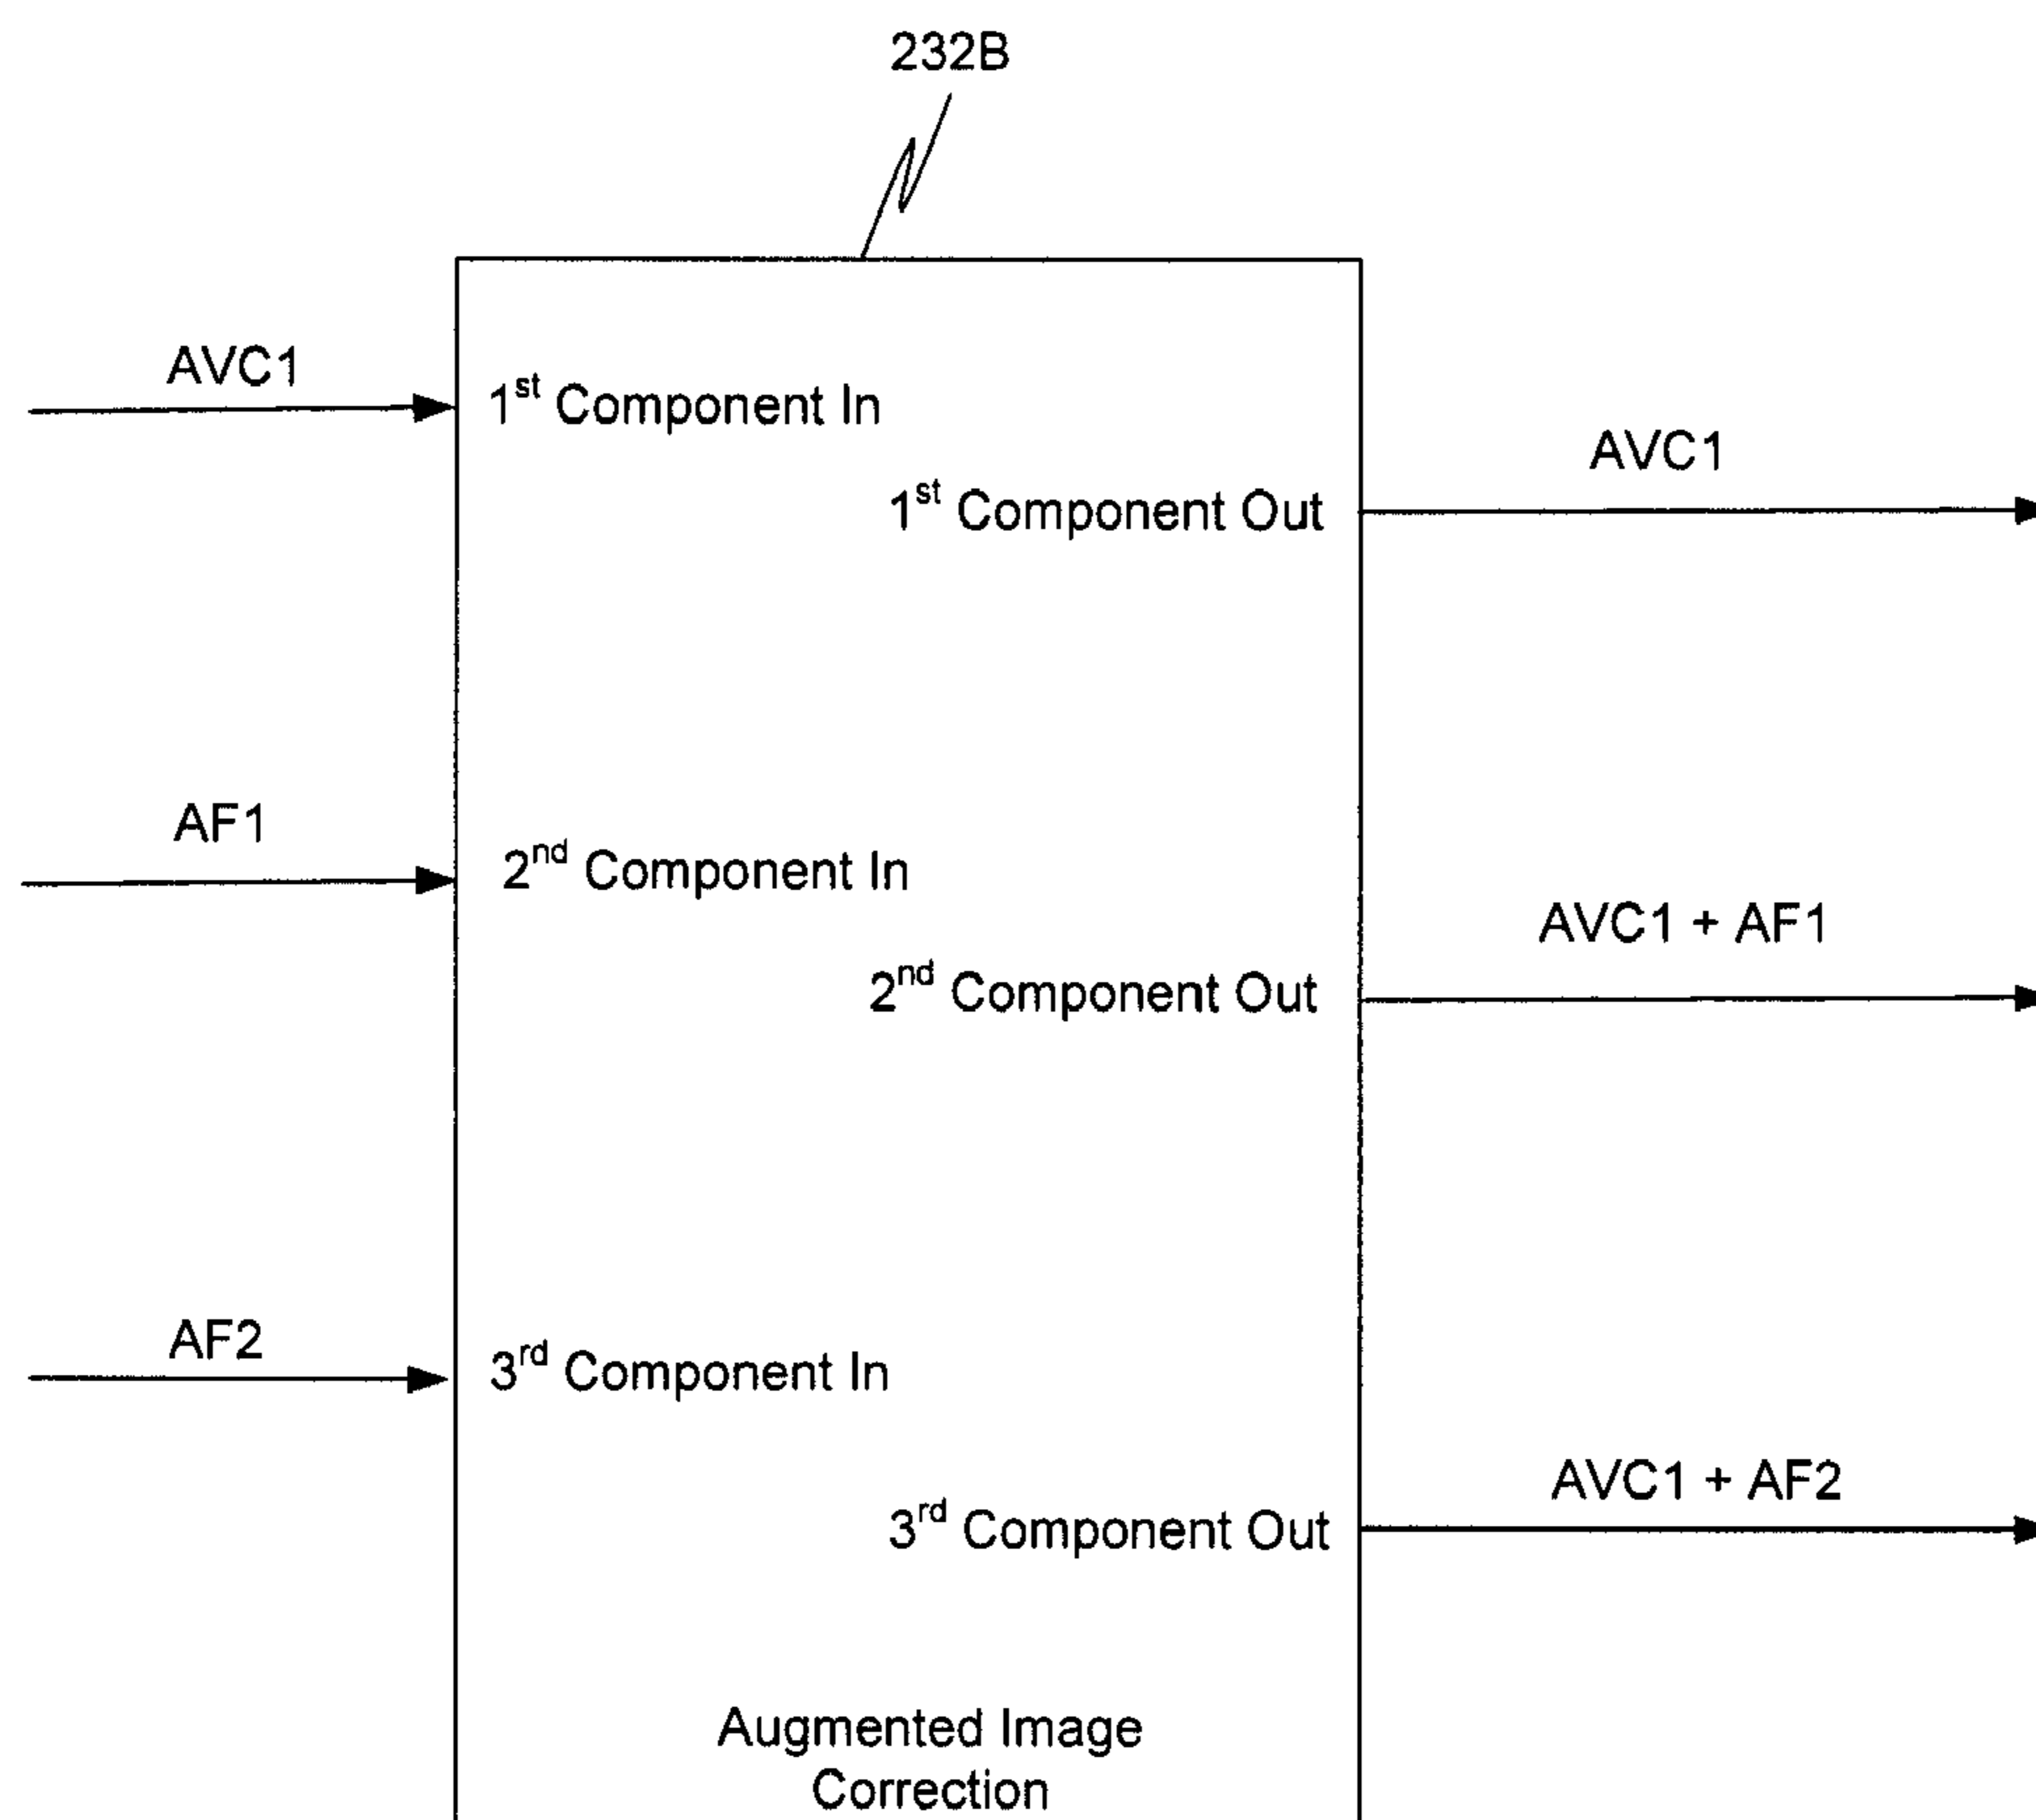 232B
AVC1
1st Component In
AVC1
1st Component Out
AF1
2nd Component In
AVC1 + AF1
2nd Component Out
AF2
3rd Component In
AVC1 + AF2
3rd Component Out
Augmented Image
Correction